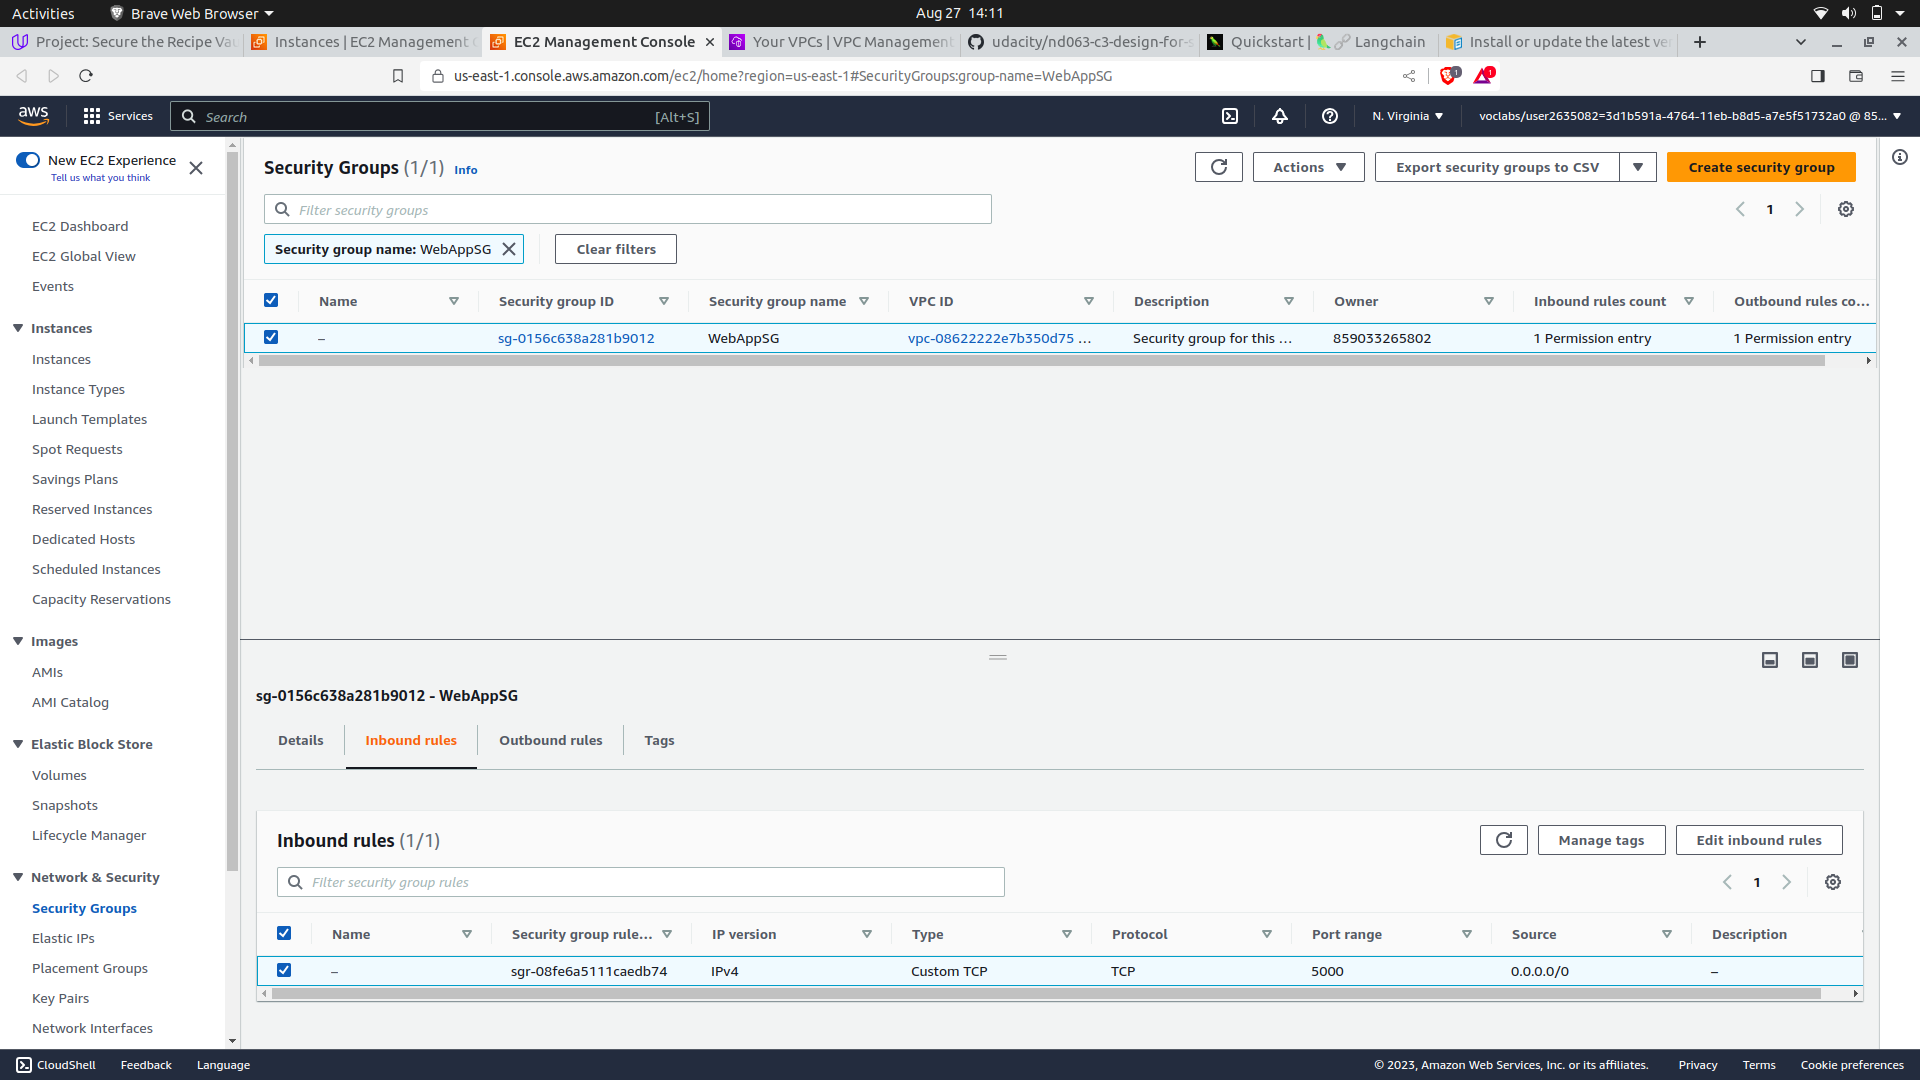 Activities
Brave Web Browser
Aug 27 14:11
Project: Secure the Recipe Vau
Instances | EC2 Management C
EC2 Management Console
Your VPCs | VPC Management
udacity/nd063-c3-design-for-s
Quickstart | 🦜🔗 Langchain
Install or update the latest ver
us-east-1.console.aws.amazon.com/ec2/home?region=us-east-1#SecurityGroups:group-name=WebAppSG
1
1
aws
Services
Search
[Alt+S]
N. Virginia
voclabs/user2635082=3d1b591a-4764-11eb-b8d5-a7e5f51732a0 @ 85...
New EC2 Experience
Tell us what you think
EC2 Dashboard
EC2 Global View
Events
Instances
Instances
Instance Types
Launch Templates
Spot Requests
Savings Plans
Reserved Instances
Dedicated Hosts
Scheduled Instances
Capacity Reservations
Images
AMIs
AMI Catalog
Elastic Block Store
Volumes
Snapshots
Lifecycle Manager
Network & Security
Security Groups
Elastic IPs
Placement Groups
Key Pairs
Network Interfaces
Security Groups (1/1) Info
Actions
Export security groups to CSV
Create security group
Filter security groups
1
Security group name: WebAppSG
Clear filters
Name Security group ID Security group name VPC ID Description Owner Inbound rules count Outbound rules co...
– sg-0156c638a281b9012 WebAppSG vpc-08622222e7b350d75 ... Security group for this ... 859033265802 1 Permission entry 1 Permission entry
sg-0156c638a281b9012 - WebAppSG
Details
Inbound rules
Outbound rules
Tags
Inbound rules (1/1)
Manage tags
Edit inbound rules
Filter security group rules
1
Name Security group rule... IP version Type Protocol Port range Source Description
– sgr-08fe6a5111caedb74 IPv4 Custom TCP TCP 5000 0.0.0.0/0 –
CloudShell
Feedback
Language
© 2023, Amazon Web Services, Inc. or its affiliates.
Privacy
Terms
Cookie preferences